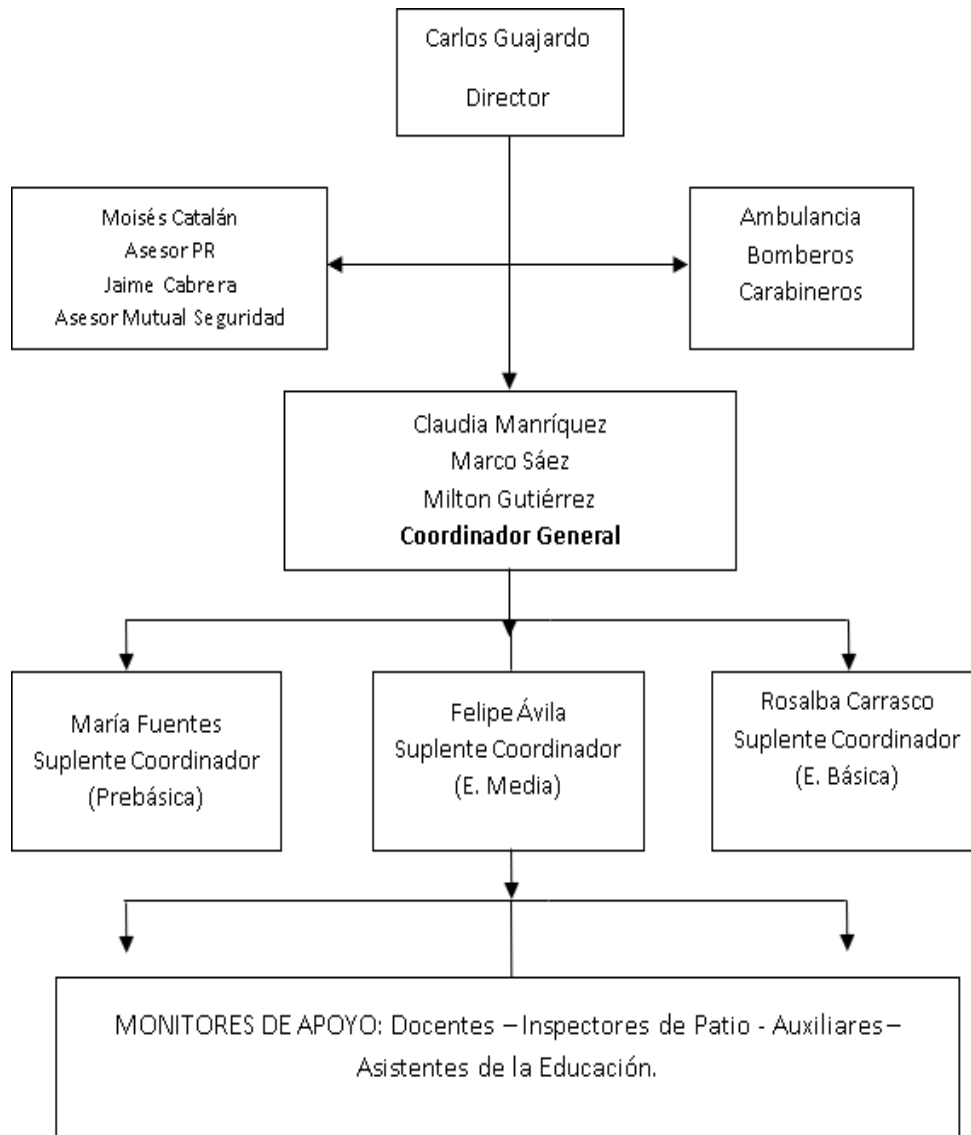 Carlos Guajardo
Director
Moisés Catalán
Asesor PR
Jaime Cabrera
Asesor Mutual Seguridad
Ambulancia
Bomberos
Carabineros
Claudia Manríquez
Marco Sáez
Milton Gutiérrez
Coordinador General
María Fuentes
Suplente Coordinador
(Prebásica)
Felipe Ávila
Suplente Coordinador
(E. Media)
Rosalba Carrasco
Suplente Coordinador
(E. Básica)
MONITORES DE APOYO: Docentes – Inspectores de Patio - Auxiliares –
Asistentes de la Educación.